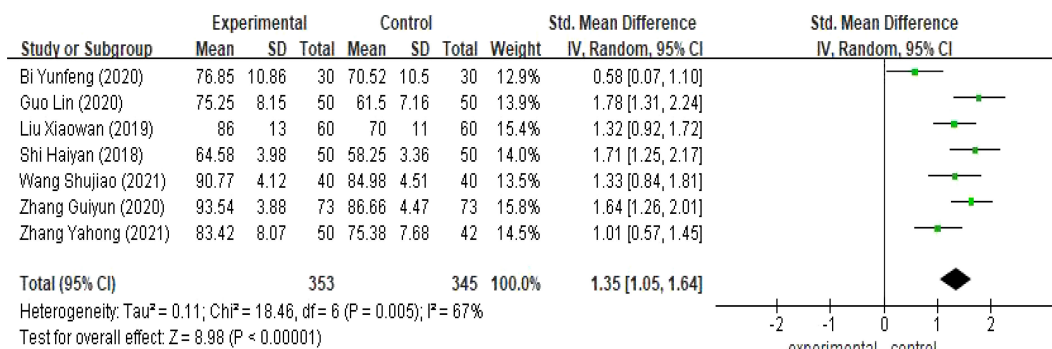 Experimental Control Std. Mean Difference Std. Mean Difference
Study or Subgroup Mean SD Total Mean SD Total Weight IV, Random, 95% CI IV, Random, 95% CI
Bi Yunfeng (2020) 76.85 10.86 30 70.52 10.5 30 12.9% 0.58 [0.07, 1.10]
Guo Lin (2020) 75.25 8.15 50 61.5 7.16 50 13.9% 1.78 [1.31, 2.24]
Liu Xiaowan (2019) 86 13 60 70 11 60 15.4% 1.32 [0.92, 1.72]
Shi Haiyan (2018) 64.58 3.98 50 58.25 3.36 50 14.0% 1.71 [1.25, 2.17]
Wang Shujiao (2021) 90.77 4.12 40 84.98 4.51 40 13.5% 1.33 [0.84, 1.81]
Zhang Guiyun (2020) 93.54 3.88 73 86.66 4.47 73 15.8% 1.64 [1.26, 2.01]
Zhang Yahong (2021) 83.42 8.07 50 75.38 7.68 42 14.5% 1.01 [0.57, 1.45]
Total (95% CI) 353 345 100.0% 1.35 [1.05, 1.64]
Heterogeneity: Tau² = 0.11; Chi² = 18.46, df = 6 (P = 0.005); I² = 67%
Test for overall effect: Z = 8.98 (P < 0.00001)
-2 -1 0 1 2
experimental control